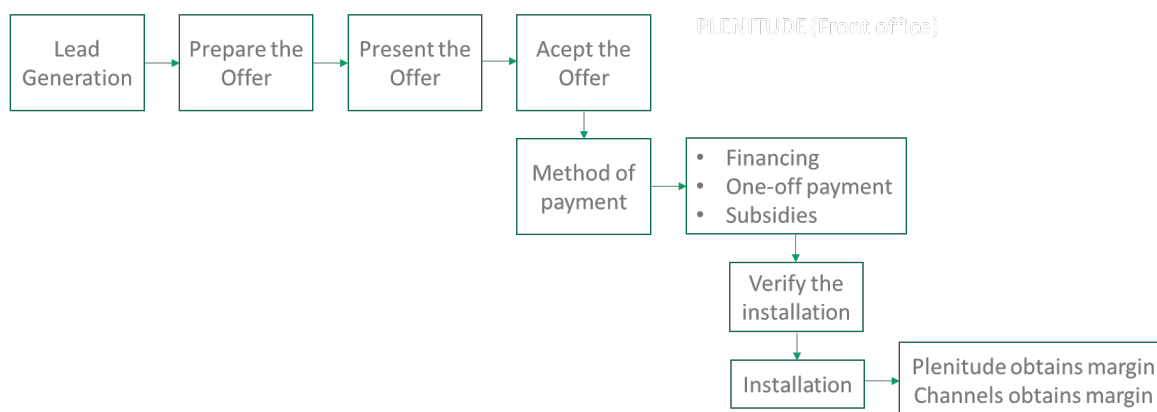 PLENITUDE (Front office)
Lead
Generation
Prepare the
Offer
Present the
Offer
Acept the
Offer
Method of
payment
• Financing
• One-off payment
• Subsidies
Verify the
installation
Installation
Plenitude obtains margin
Channels obtains margin